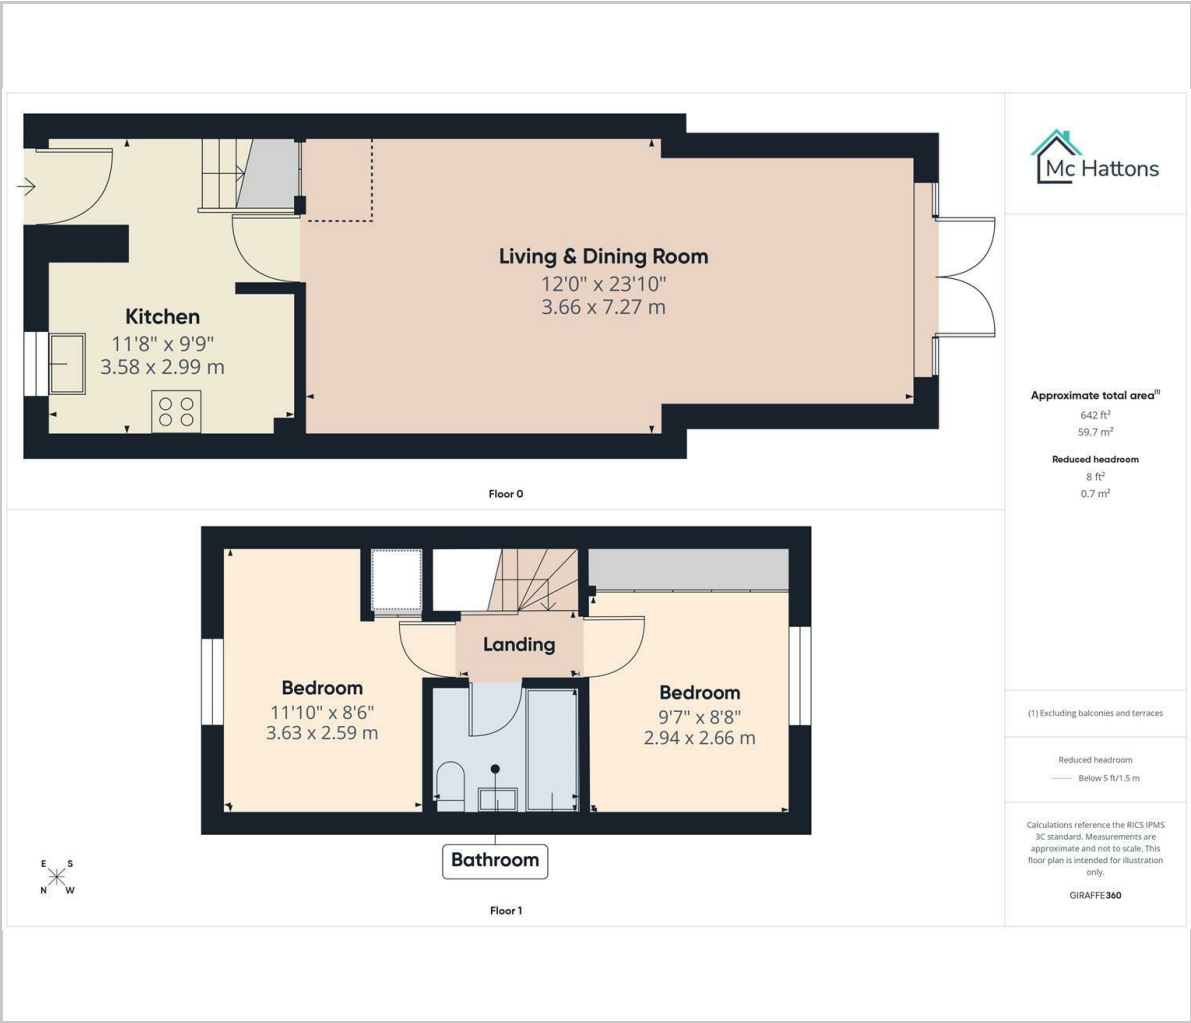 Mc Hattons
Living & Dining Room
12'0" x 23'10"
3.66 x 7.27 m
Kitchen
11'8" x 9'9"
3.58 x 2.99 m
Floor 0
Approximate total area(1)
642 ft²
59.7 m²
Reduced headroom
8 ft²
0.7 m²
Landing
Bedroom
11'10" x 8'6"
3.63 x 2.59 m
Bedroom
9'7" x 8'8"
2.94 x 2.66 m
Bathroom
E S
N W
Floor 1
(1) Excluding balconies and terraces
Reduced headroom
Below 5 ft/1.5 m
Calculations reference the RICS IPMS
3C standard. Measurements are
approximate and not to scale. This
floor plan is intended for illustration
only.
GIRAFFE360